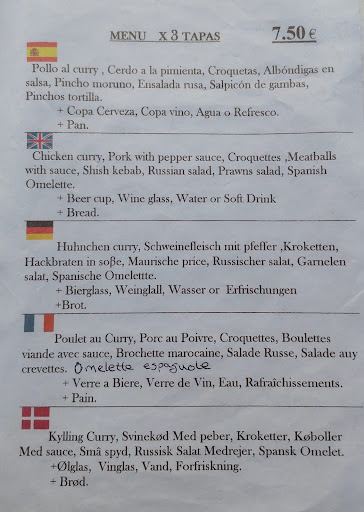 MENU X 3 TAPAS 7.50 €
Pollo al curry , Cerdo a la pimienta, Croquetas, Albóndigas en
salsa, Pincho moruno, Ensalada rusa, Salpicón de gambas,
Pinchos tortilla.
+ Copa Cerveza, Copa vino, Agua o Refresco.
+ Pan.
Chicken curry, Pork with pepper sauce, Croquettes ,Meatballs
with sauce, Shish kebab, Russian salad, Prawns salad, Spanish
Omelette.
+ Beer cup, Wine glass, Water or Soft Drink
+ Bread.
Huhnchen curry, Schweinefleisch mit pfeffer ,Kroketten,
Hackbraten in soße, Maurische price, Russischer salat, Garnelen
salat, Spanische Omelettte.
+ Bierglass, Weinglall, Wasser or Erfrischungen
+Brot.
Poulet au Curry, Porc au Poivre, Croquettes, Boulettes
viande avec sauce, Brochette marocaine, Salade Russe, Salade auy
crevettes. Omelette espagnole
+ Verre a Biere, Verre de Vin, Eau, Rafraîchissements.
+ Pain.
Kylling Curry, Svinekød Med peber, Kroketter, Køboller
Med sauce, Små spyd, Russisk Salat Medrejer, Spansk Omelet.
+Ølglas, Vinglas, Vand, Forfriskning.
+ Brød.